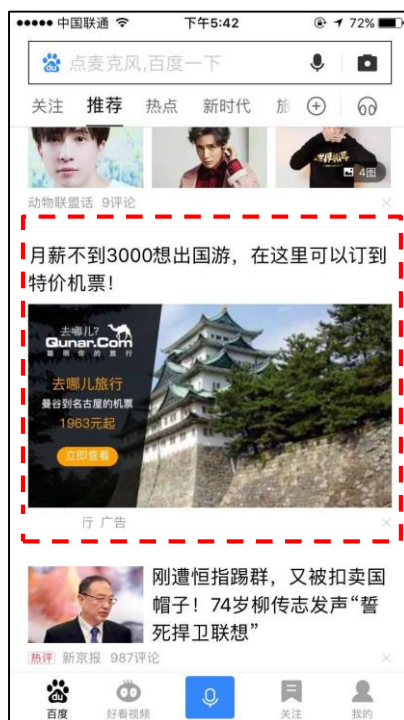 中国联通
下午5:42
72%
点麦克风,百度一下
关注 推荐 热点 新时代
4图
动物联盟话 9评论
月薪不到3000想出国游，在这里可以订到
特价机票！
去哪儿?
Qunar.Com
聪明你的旅行
去哪儿旅行
曼谷到名古屋的机票
1963元起
立即查看
行 广告
刚遭恒指踢群，又被扣卖国
帽子！74岁柳传志发声“誓
死捍卫联想”
热评 新京报 987评论
百度 好看视频 关注 我的